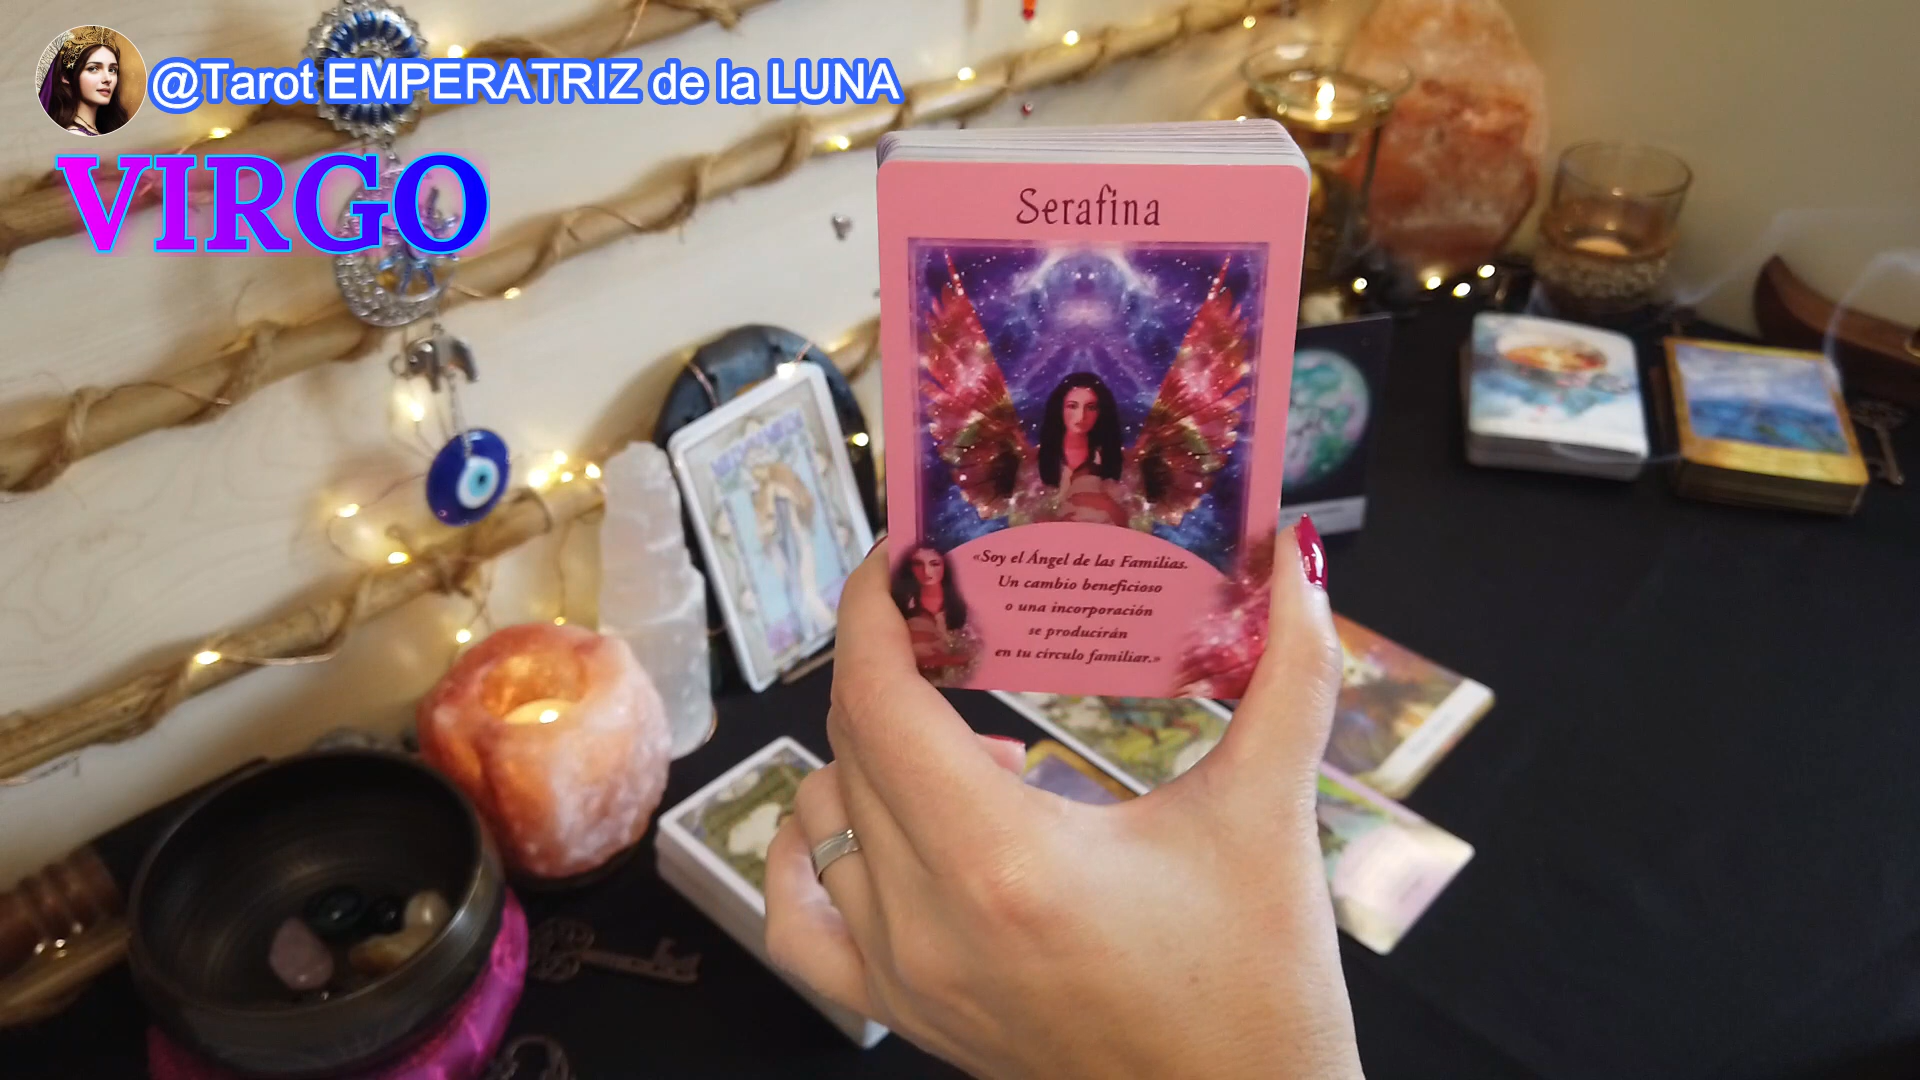 @Tarot EMPERATRIZ de la LUNA
VIRGO
Serafina
«Soy el Ángel de las Familias.
Un cambio beneficioso
o una incorporación
se producirán
en tu círculo familiar.»